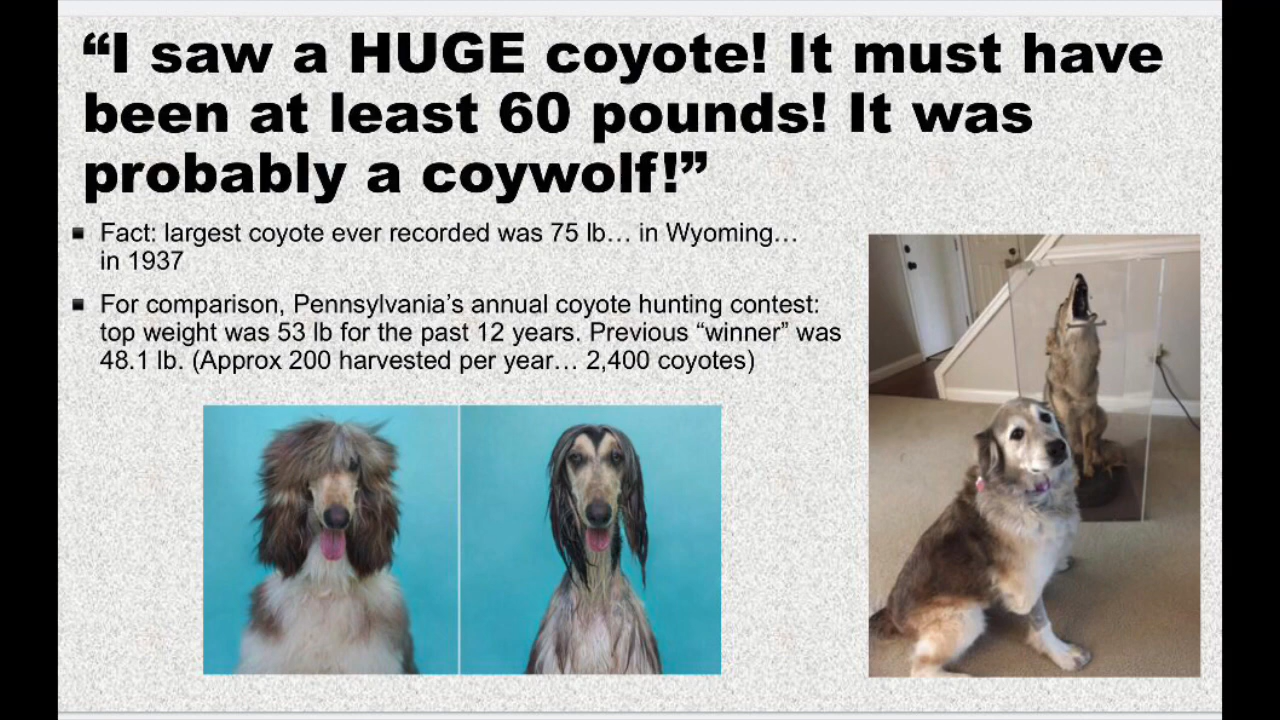 “I saw a HUGE coyote! It must have
been at least 60 pounds! It was
probably a coywolf!”
Fact: largest coyote ever recorded was 75 lb… in Wyoming…
in 1937
For comparison, Pennsylvania’s annual coyote hunting contest:
top weight was 53 lb for the past 12 years. Previous “winner” was
48.1 lb. (Approx 200 harvested per year… 2,400 coyotes)